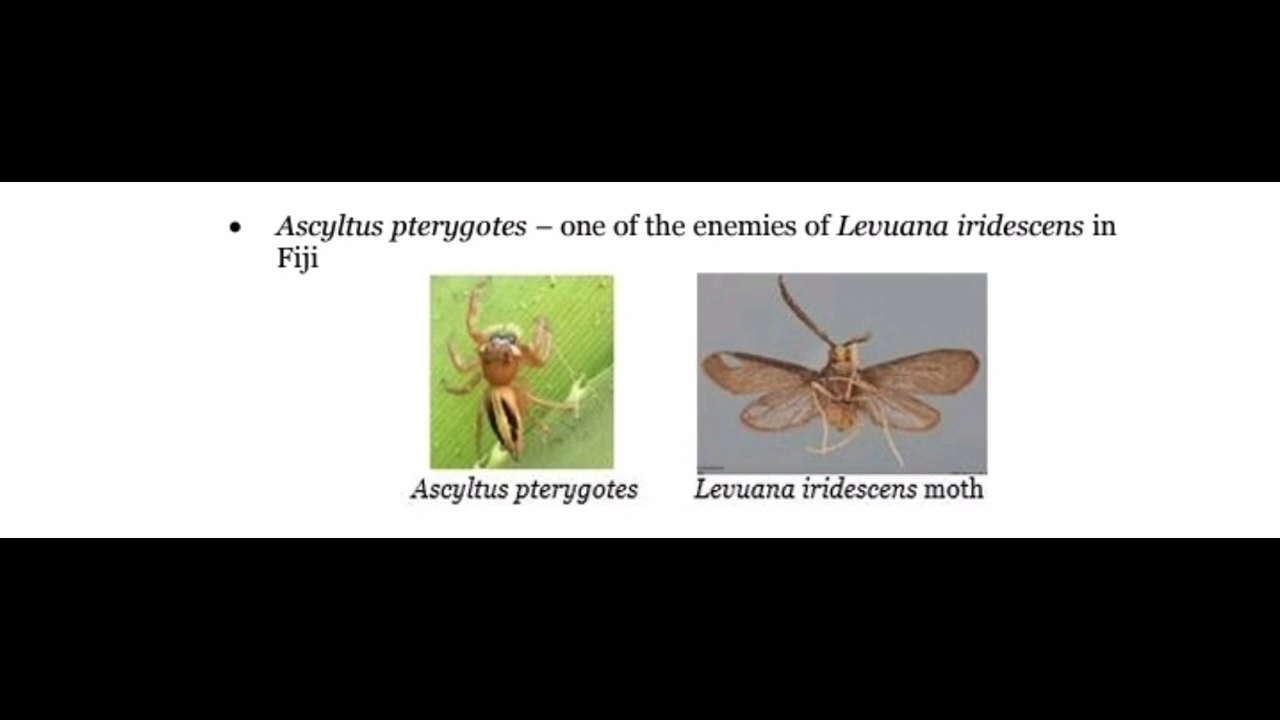 • Ascyltus pterygotes – one of the enemies of Levuana iridescens in
Fiji
Ascyltus pterygotes
Levuana iridescens moth